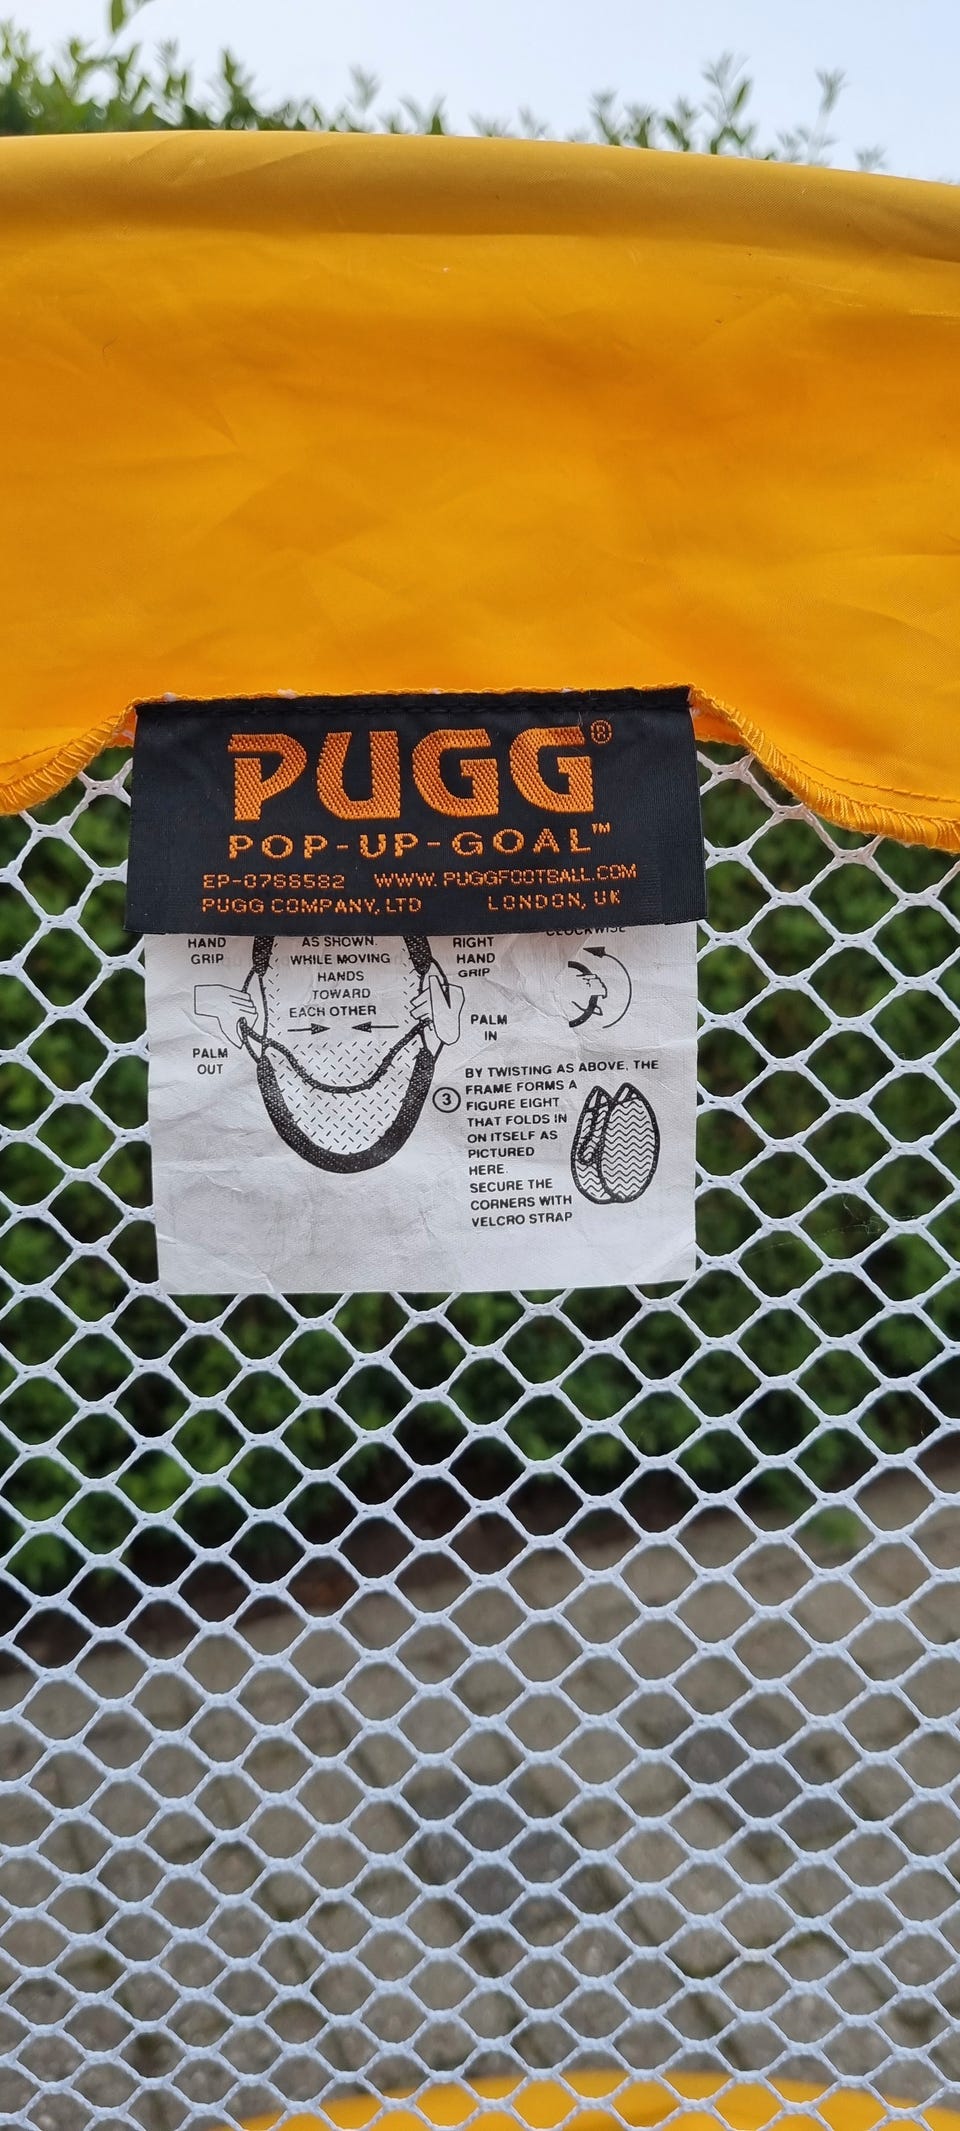 PUGG®
POP-UP-GOAL™
EP-0788582 WWW.PUGGFOOTBALL.COM
PUGG COMPANY, LTD LONDON, UK
HAND
GRIP
PALM
OUT
AS SHOWN.
WHILE MOVING
HANDS
TOWARD
EACH OTHER
RIGHT
HAND
GRIP
PALM
IN
CLOCKWISE
3
BY TWISTING AS ABOVE, THE
FRAME FORMS A
FIGURE EIGHT
THAT FOLDS IN
ON ITSELF AS
PICTURED
HERE.
SECURE THE
CORNERS WITH
VELCRO STRAP